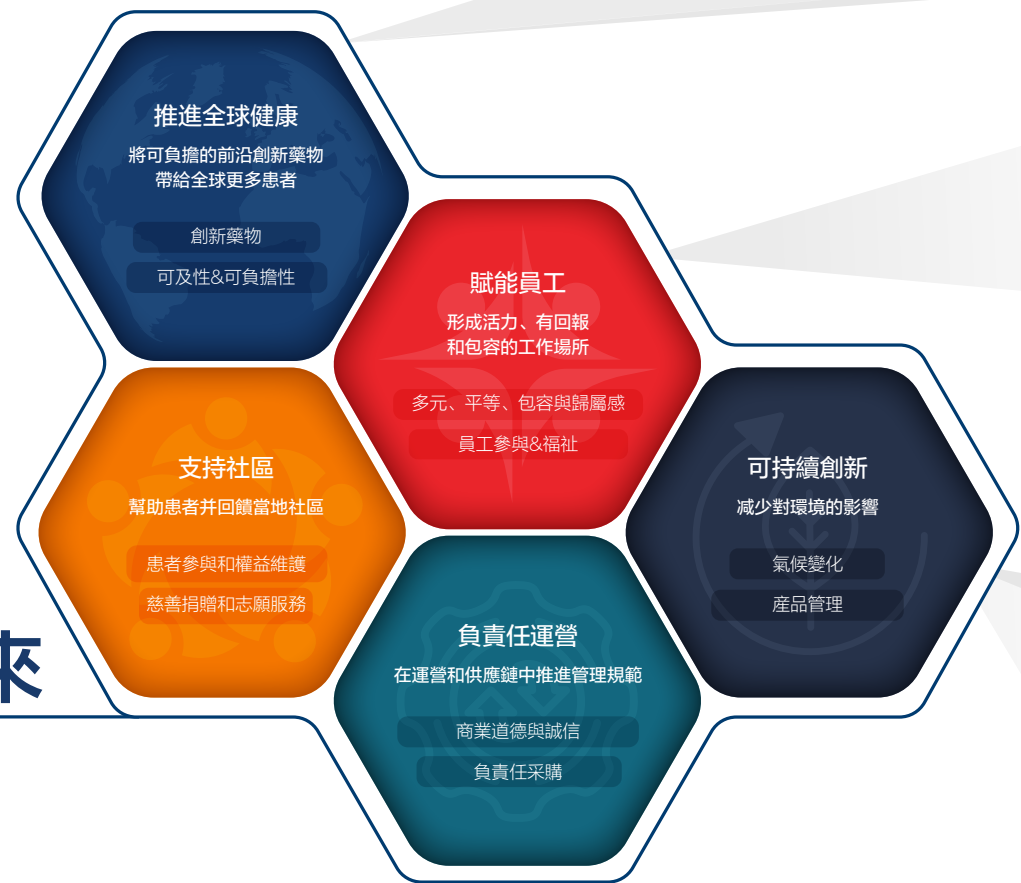 推進全球健康
將可負擔的前沿創新藥物
帶給全球更多患者
創新藥物
可及性&可負擔性
賦能員工
形成活力、有回報
和包容的工作場所
多元、平等、包容與歸屬感
員工參與&福祉
支持社區
幫助患者并回饋當地社區
患者參與和權益維護
慈善捐贈和志願服務
可持續創新
减少對環境的影響
氣候變化
産品管理
負責任運營
在運營和供應鏈中推進管理規範
商業道德與誠信
負責任采購
來